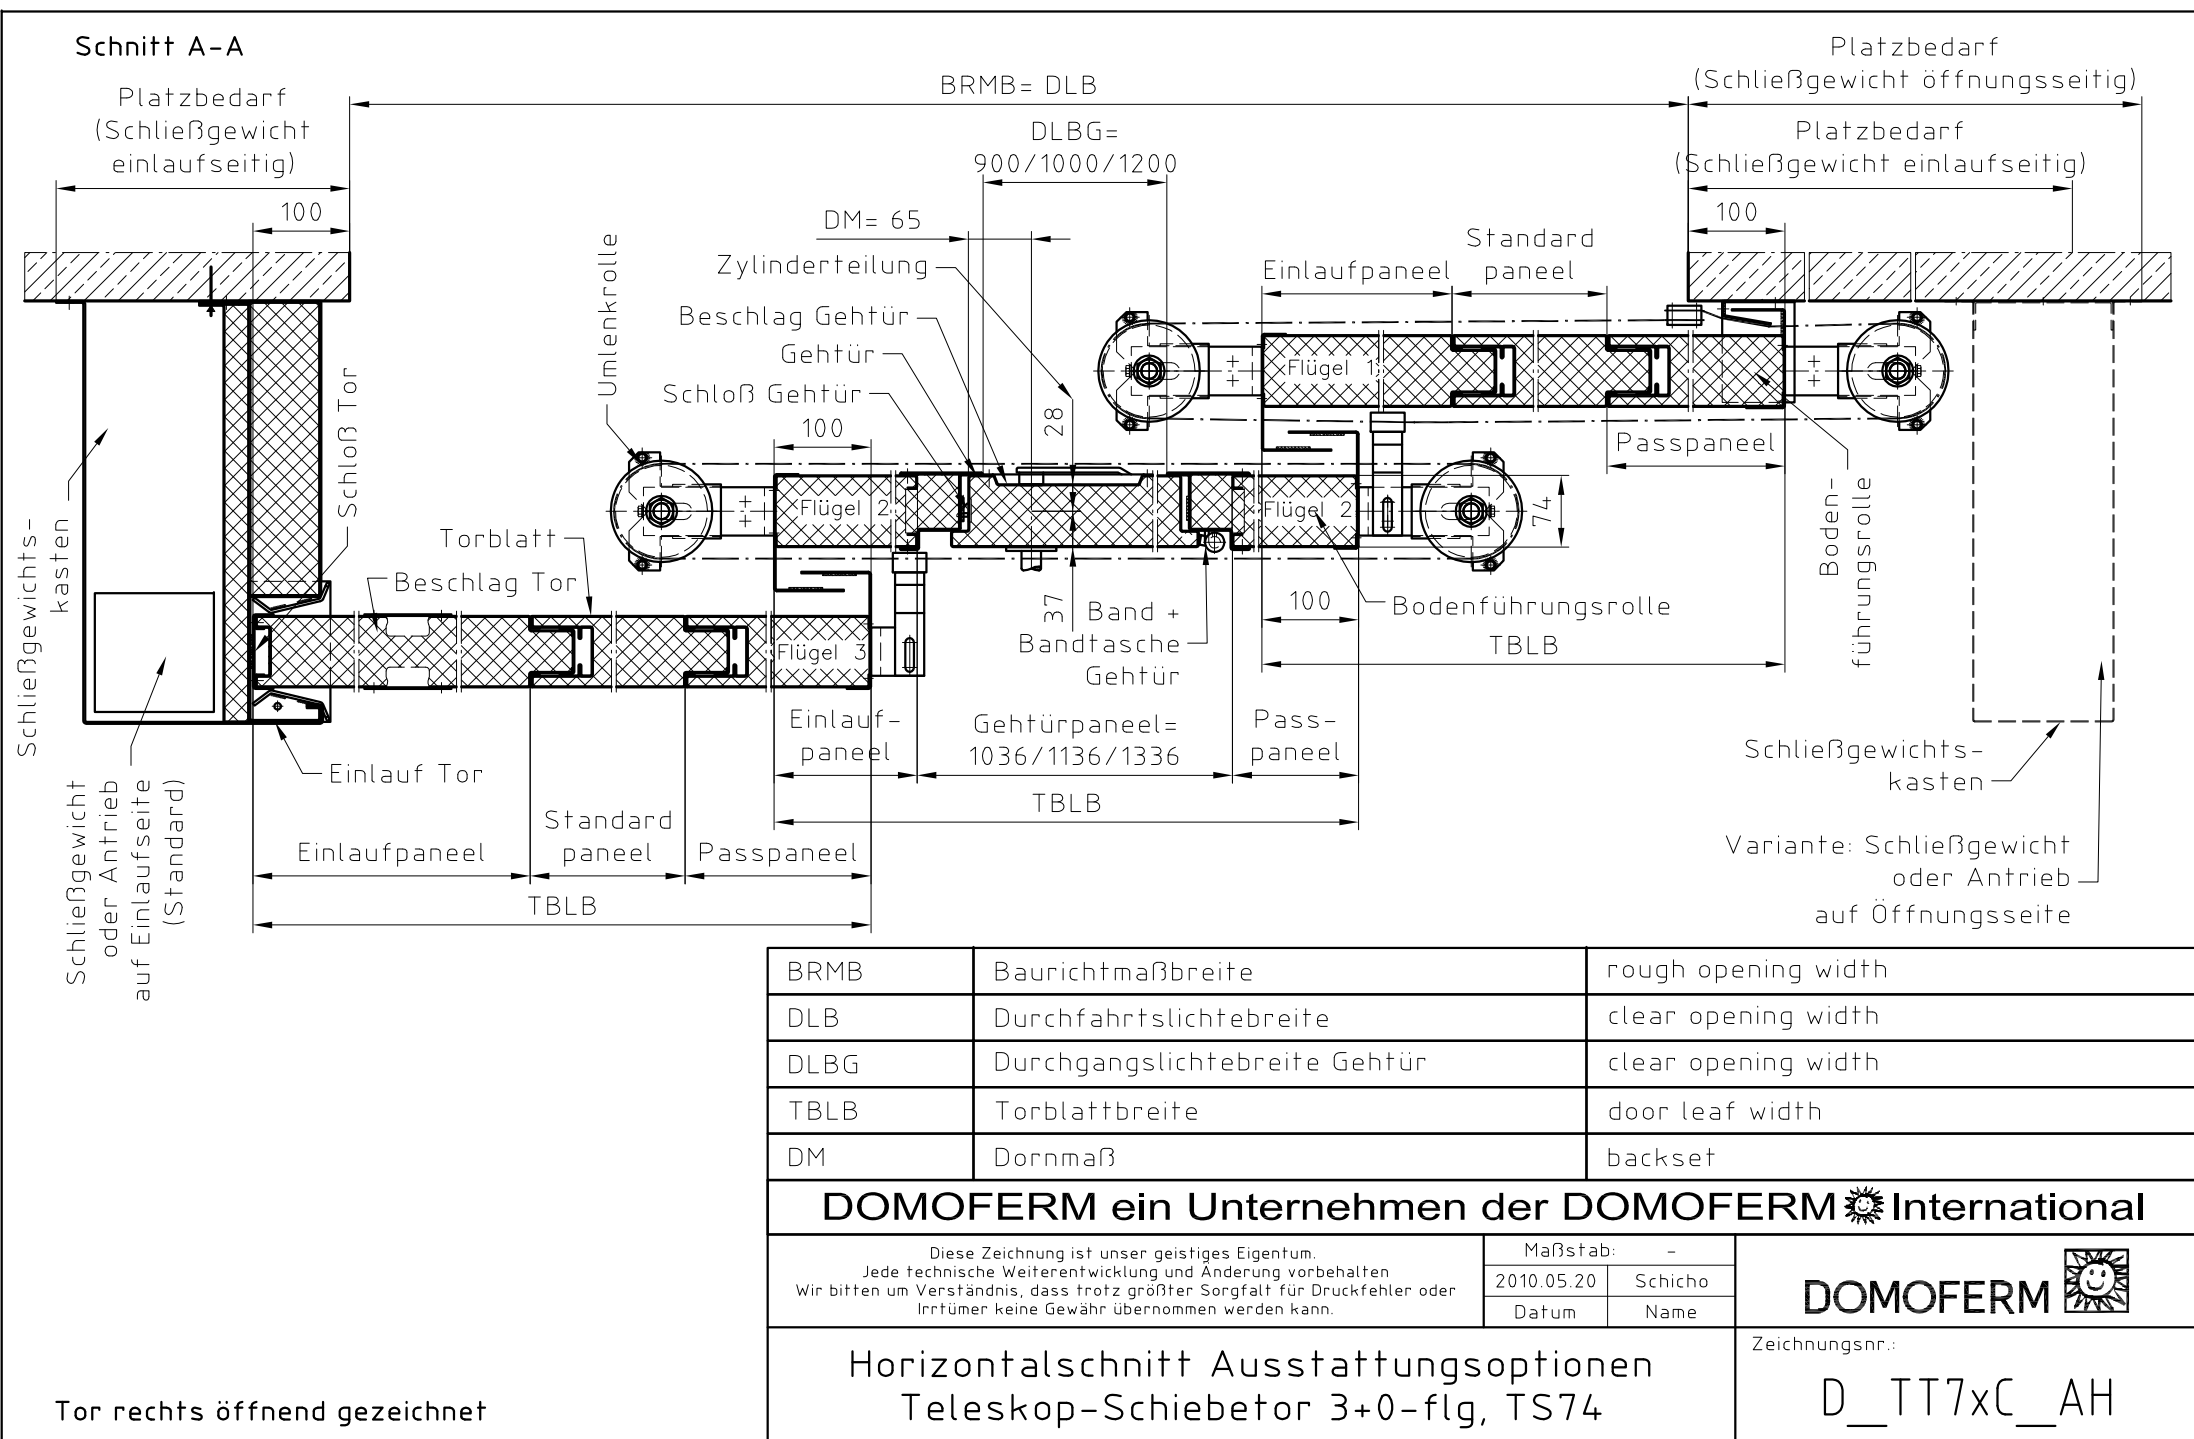 Schnitt A-A
Platzbedarf
(Schließgewicht
einlaufseitig)
100
BRMB= DLB
DLBG=
900/1000/1200
DM= 65
Platzbedarf
(Schließgewicht öffnungsseitig)
Platzbedarf
(Schließgewicht einlaufseitig)
100
Zylinderteilung
Beschlag Gehtür
Gehtür
Schloß Gehtür
Umlenkrolle
Schloß Tor
100
28
Einlaufpaneel
Standard
paneel
Flügel 1
Passpaneel
Flügel 2
Flügel 2
74
37
Boden-
führungsrolle
Schließgewichts-
kasten
Torblatt
Beschlag Tor
Flügel 3
Band +
Bandtasche
Gehtür
100
Bodenführungsrolle
TBLB
Einlauf-
paneel
Gehtürpaneel=
1036/1136/1336
Pass-
paneel
TBLB
Einlauf Tor
Schließgewicht
oder Antrieb
auf Einlaufseite
(Standard)
Einlaufpaneel
Standard
paneel
Passpaneel
TBLB
Schließgewichts-
kasten
Variante: Schließgewicht
oder Antrieb
auf Öffnungsseite
BRMB Baurichtmaßbreite rough opening width
DLB Durchfahrtslichtebreite clear opening width
DLBG Durchgangslichtebreite Gehtür clear opening width
TBLB Torblattbreite door leaf width
DM Dornmaß backset
DOMOFERM ein Unternehmen der DOMOFERM International
Diese Zeichnung ist unser geistiges Eigentum.
Jede technische Weiterentwicklung und Änderung vorbehalten
Wir bitten um Verständnis, dass trotz größter Sorgfalt für Druckfehler oder
Irrtümer keine Gewähr übernommen werden kann.
Maßstab: -
2010.05.20 Schicho
Datum Name
DOMOFERM
Horizontalschnitt Ausstattungsoptionen
Teleskop-Schiebetor 3+0-flg, TS74
Zeichnungsnr.:
D__TT7xC__AH
Tor rechts öffnend gezeichnet